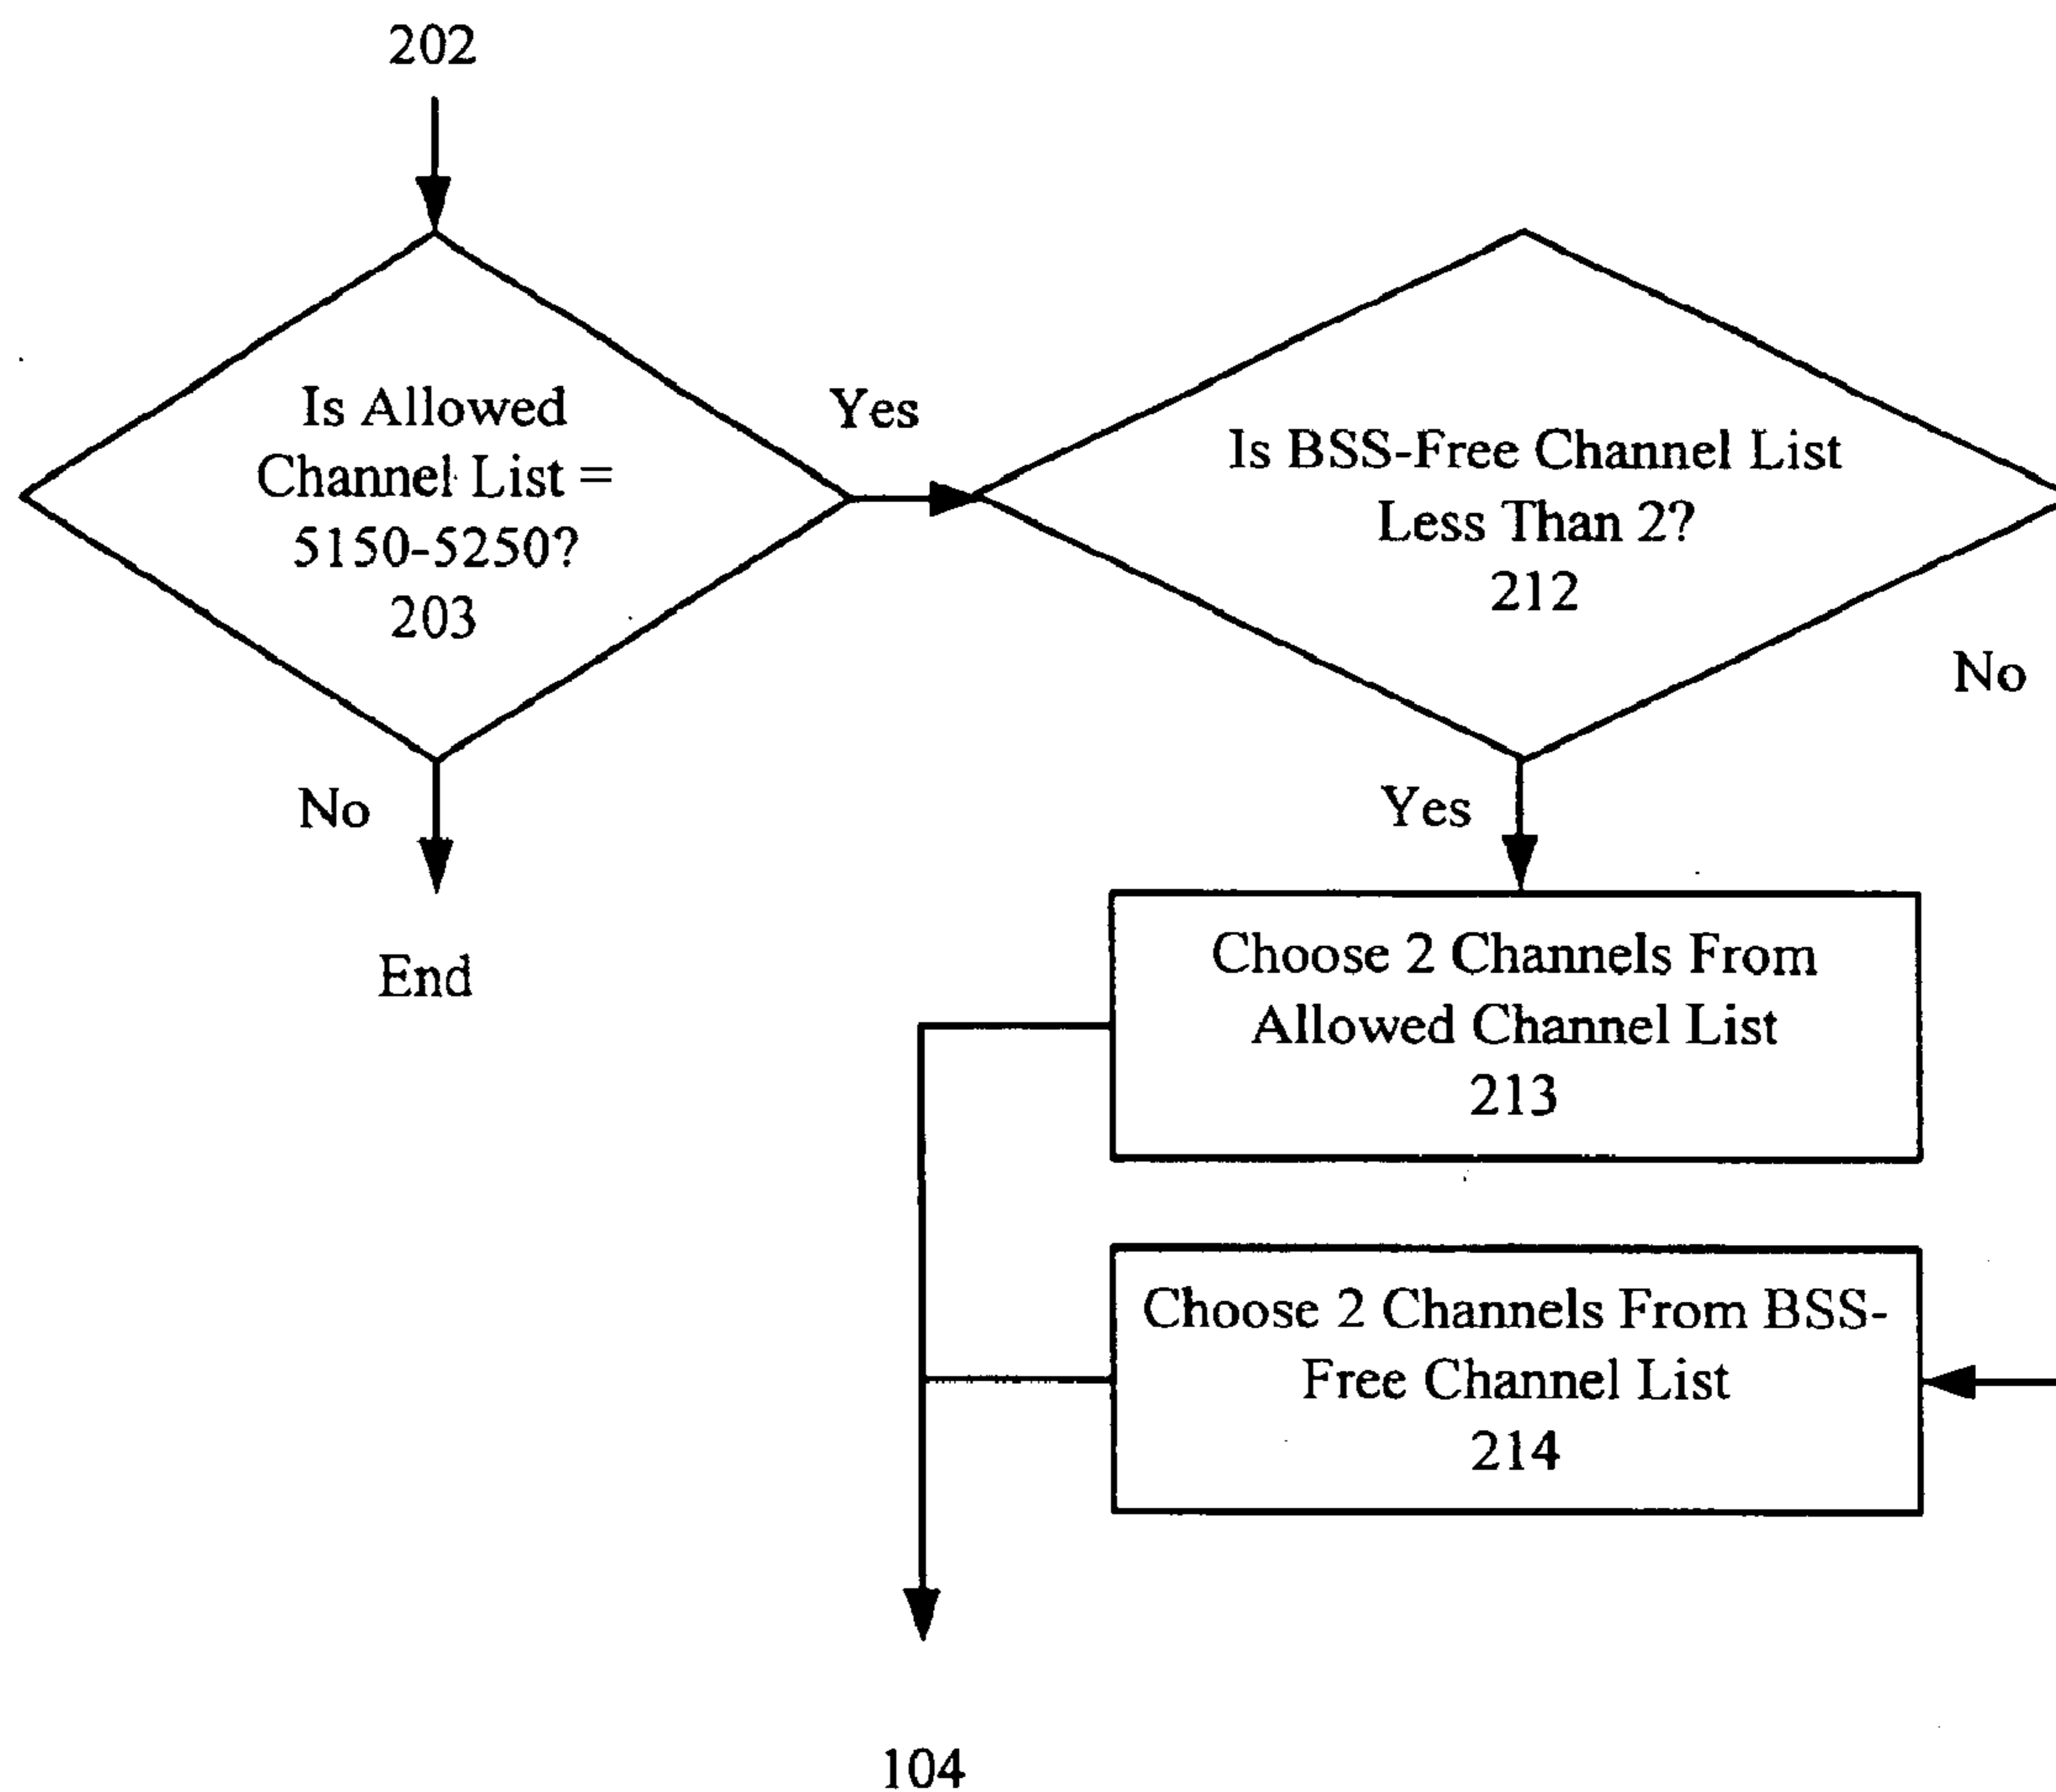 202
Is Allowed
Channel List =
5150-5250?
203
Yes
Is BSS-Free Channel List
Less Than 2?
212
No
No
Yes
End
Choose 2 Channels From
Allowed Channel List
213
Choose 2 Channels From BSS-
Free Channel List
214
104